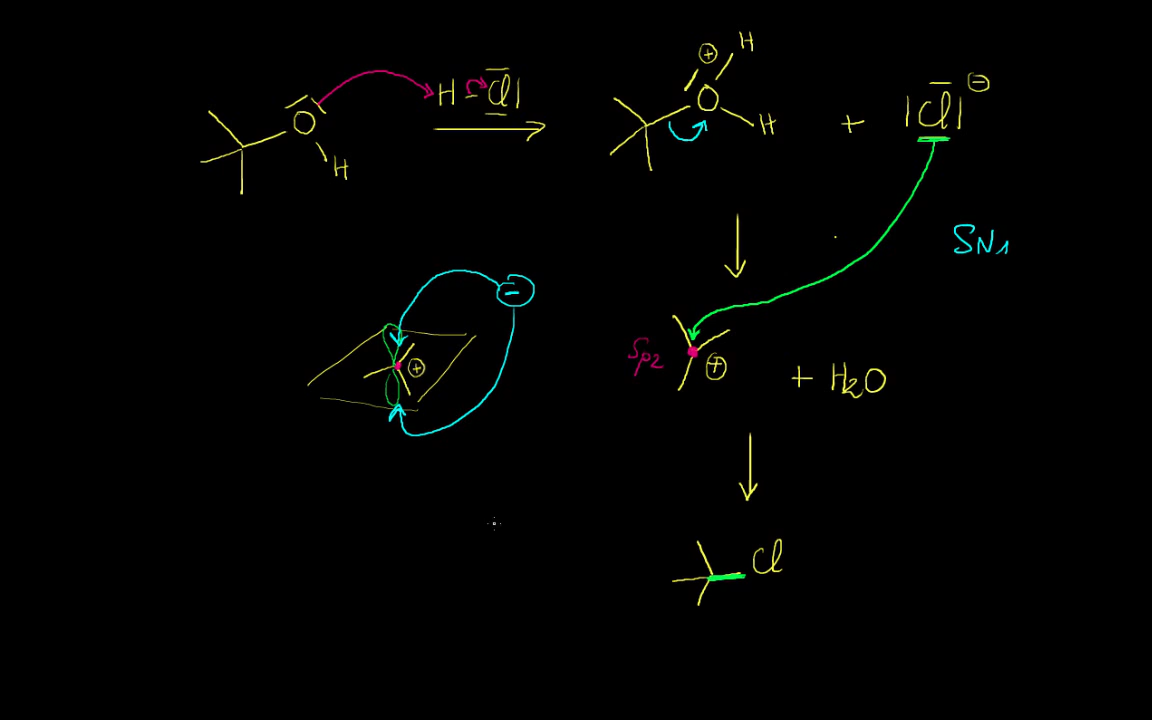 H
⊕
H - Cl
O
H
O
H
+
|Cl|
⊖
SN1
−
⊕
Sp2
⊕
+ H2O
Cl